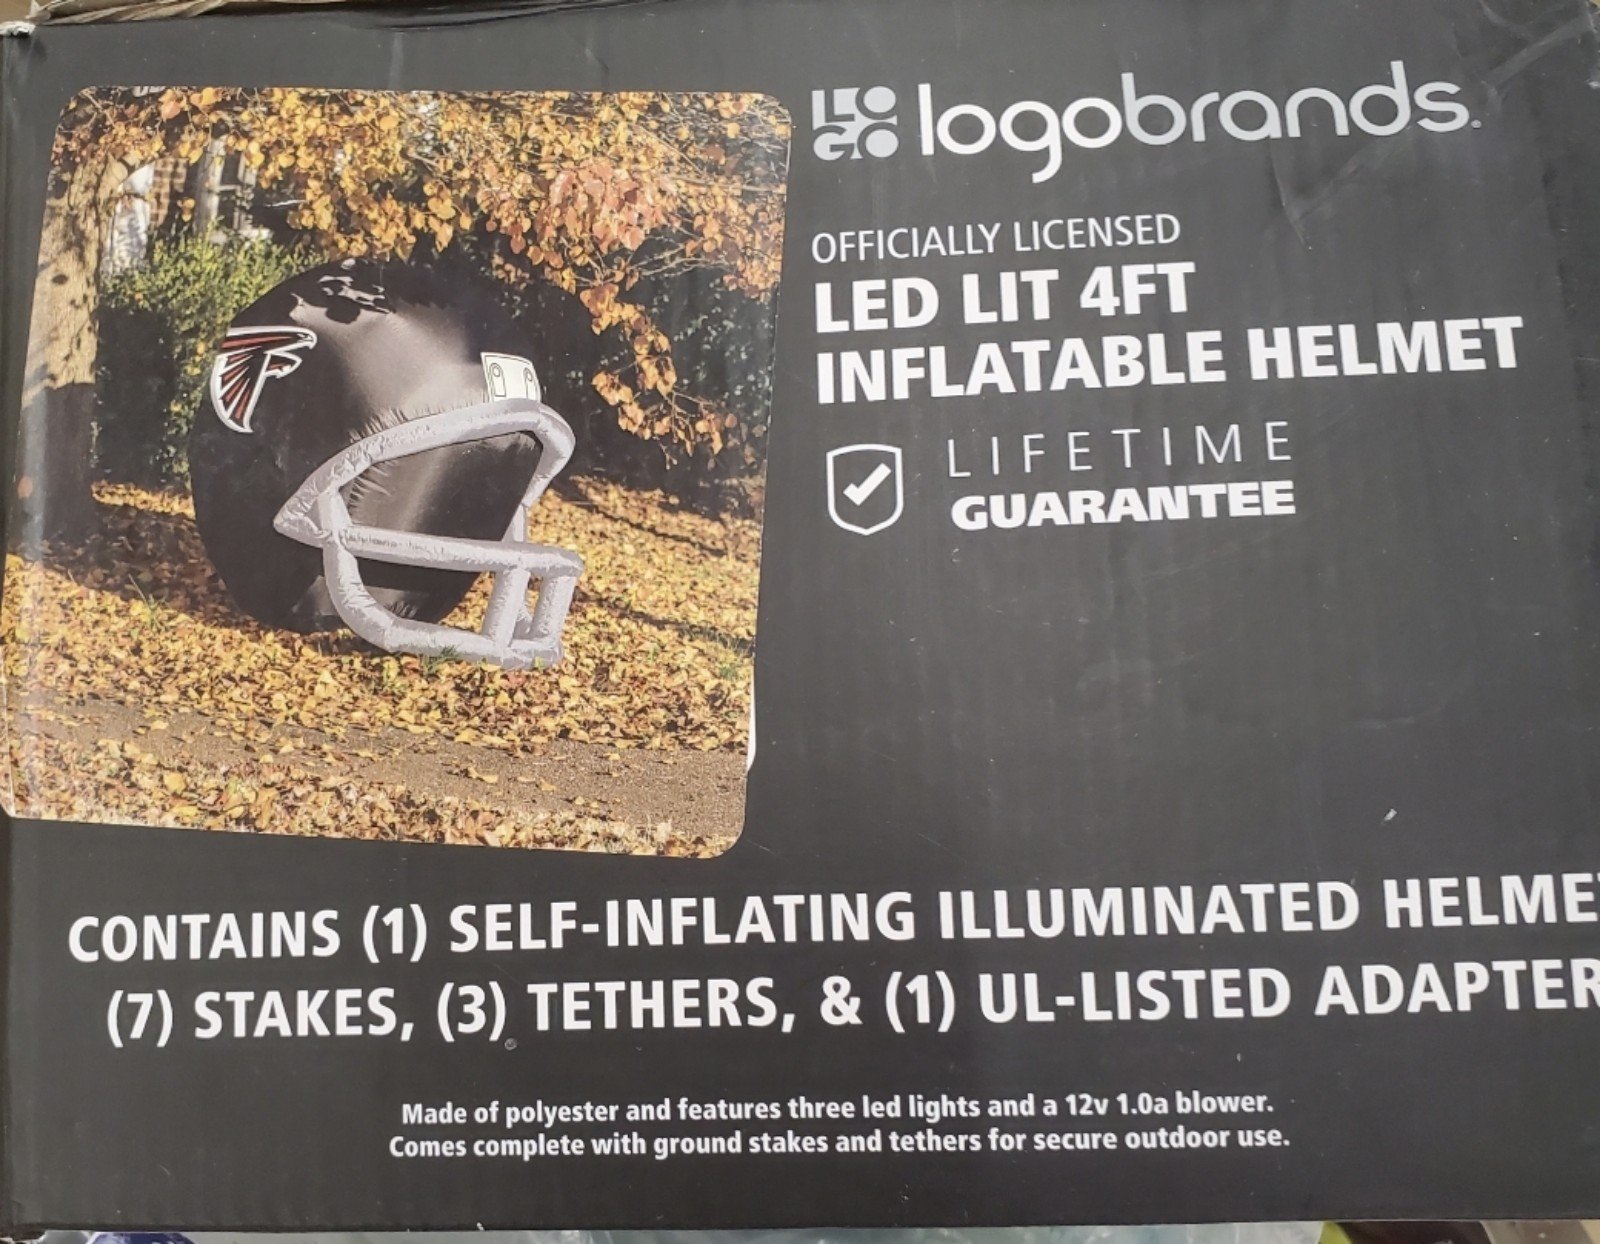 LOGO logobrands.
OFFICIALLY LICENSED
LED LIT 4FT
INFLATABLE HELMET
LIFETIME
GUARANTEE
CONTAINS (1) SELF-INFLATING ILLUMINATED HELMET
(7) STAKES, (3) TETHERS, & (1) UL-LISTED ADAPTER
Made of polyester and features three led lights and a 12v 1.0a blower.
Comes complete with ground stakes and tethers for secure outdoor use.